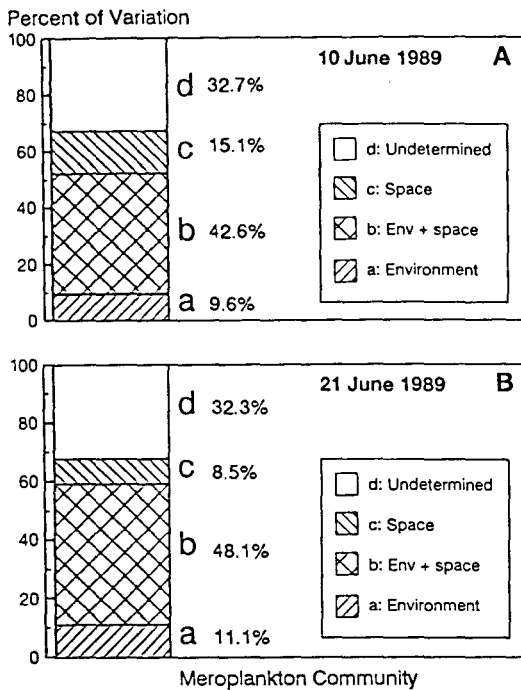 Percent of Variation
100
80
60
40
20
0
10 June 1989 A
d 32.7%
c 15.1%
b 42.6%
a 9.6%
d: Undetermined
c: Space
b: Env + space
a: Environment
100
80
60
40
20
0
21 June 1989 B
d 32.3%
c 8.5%
b 48.1%
a 11.1%
d: Undetermined
c: Space
b: Env + space
a: Environment
Meroplankton Community